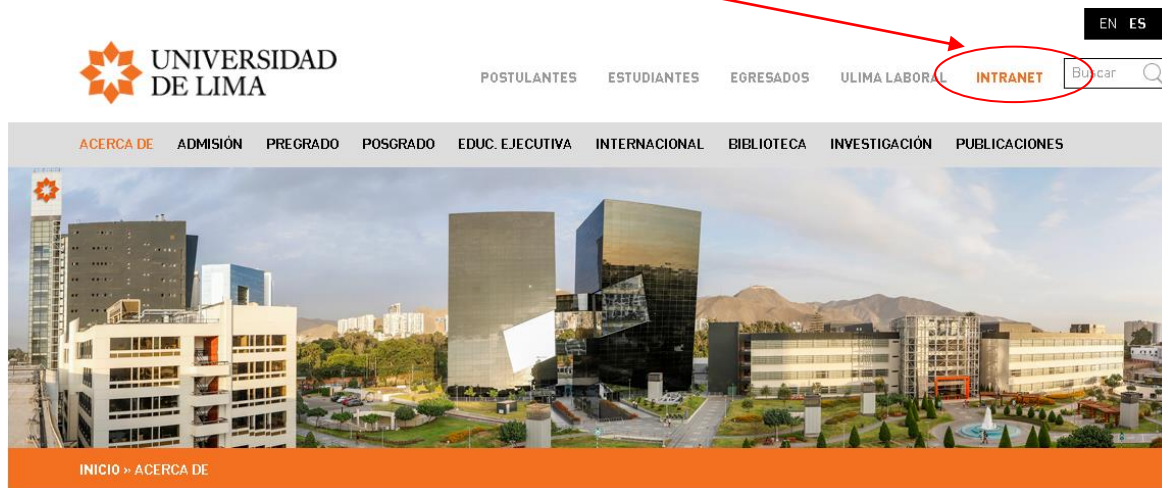 EN ES
UNIVERSIDAD
DE LIMA
POSTULANTES ESTUDIANTES EGRESADOS ULIMA LABORAL INTRANET Buscar
ACERCA DE ADMISIÓN PREGRADO POSGRADO EDUC. EJECUTIVA INTERNACIONAL BIBLIOTECA INVESTIGACIÓN PUBLICACIONES
INICIO » ACERCA DE